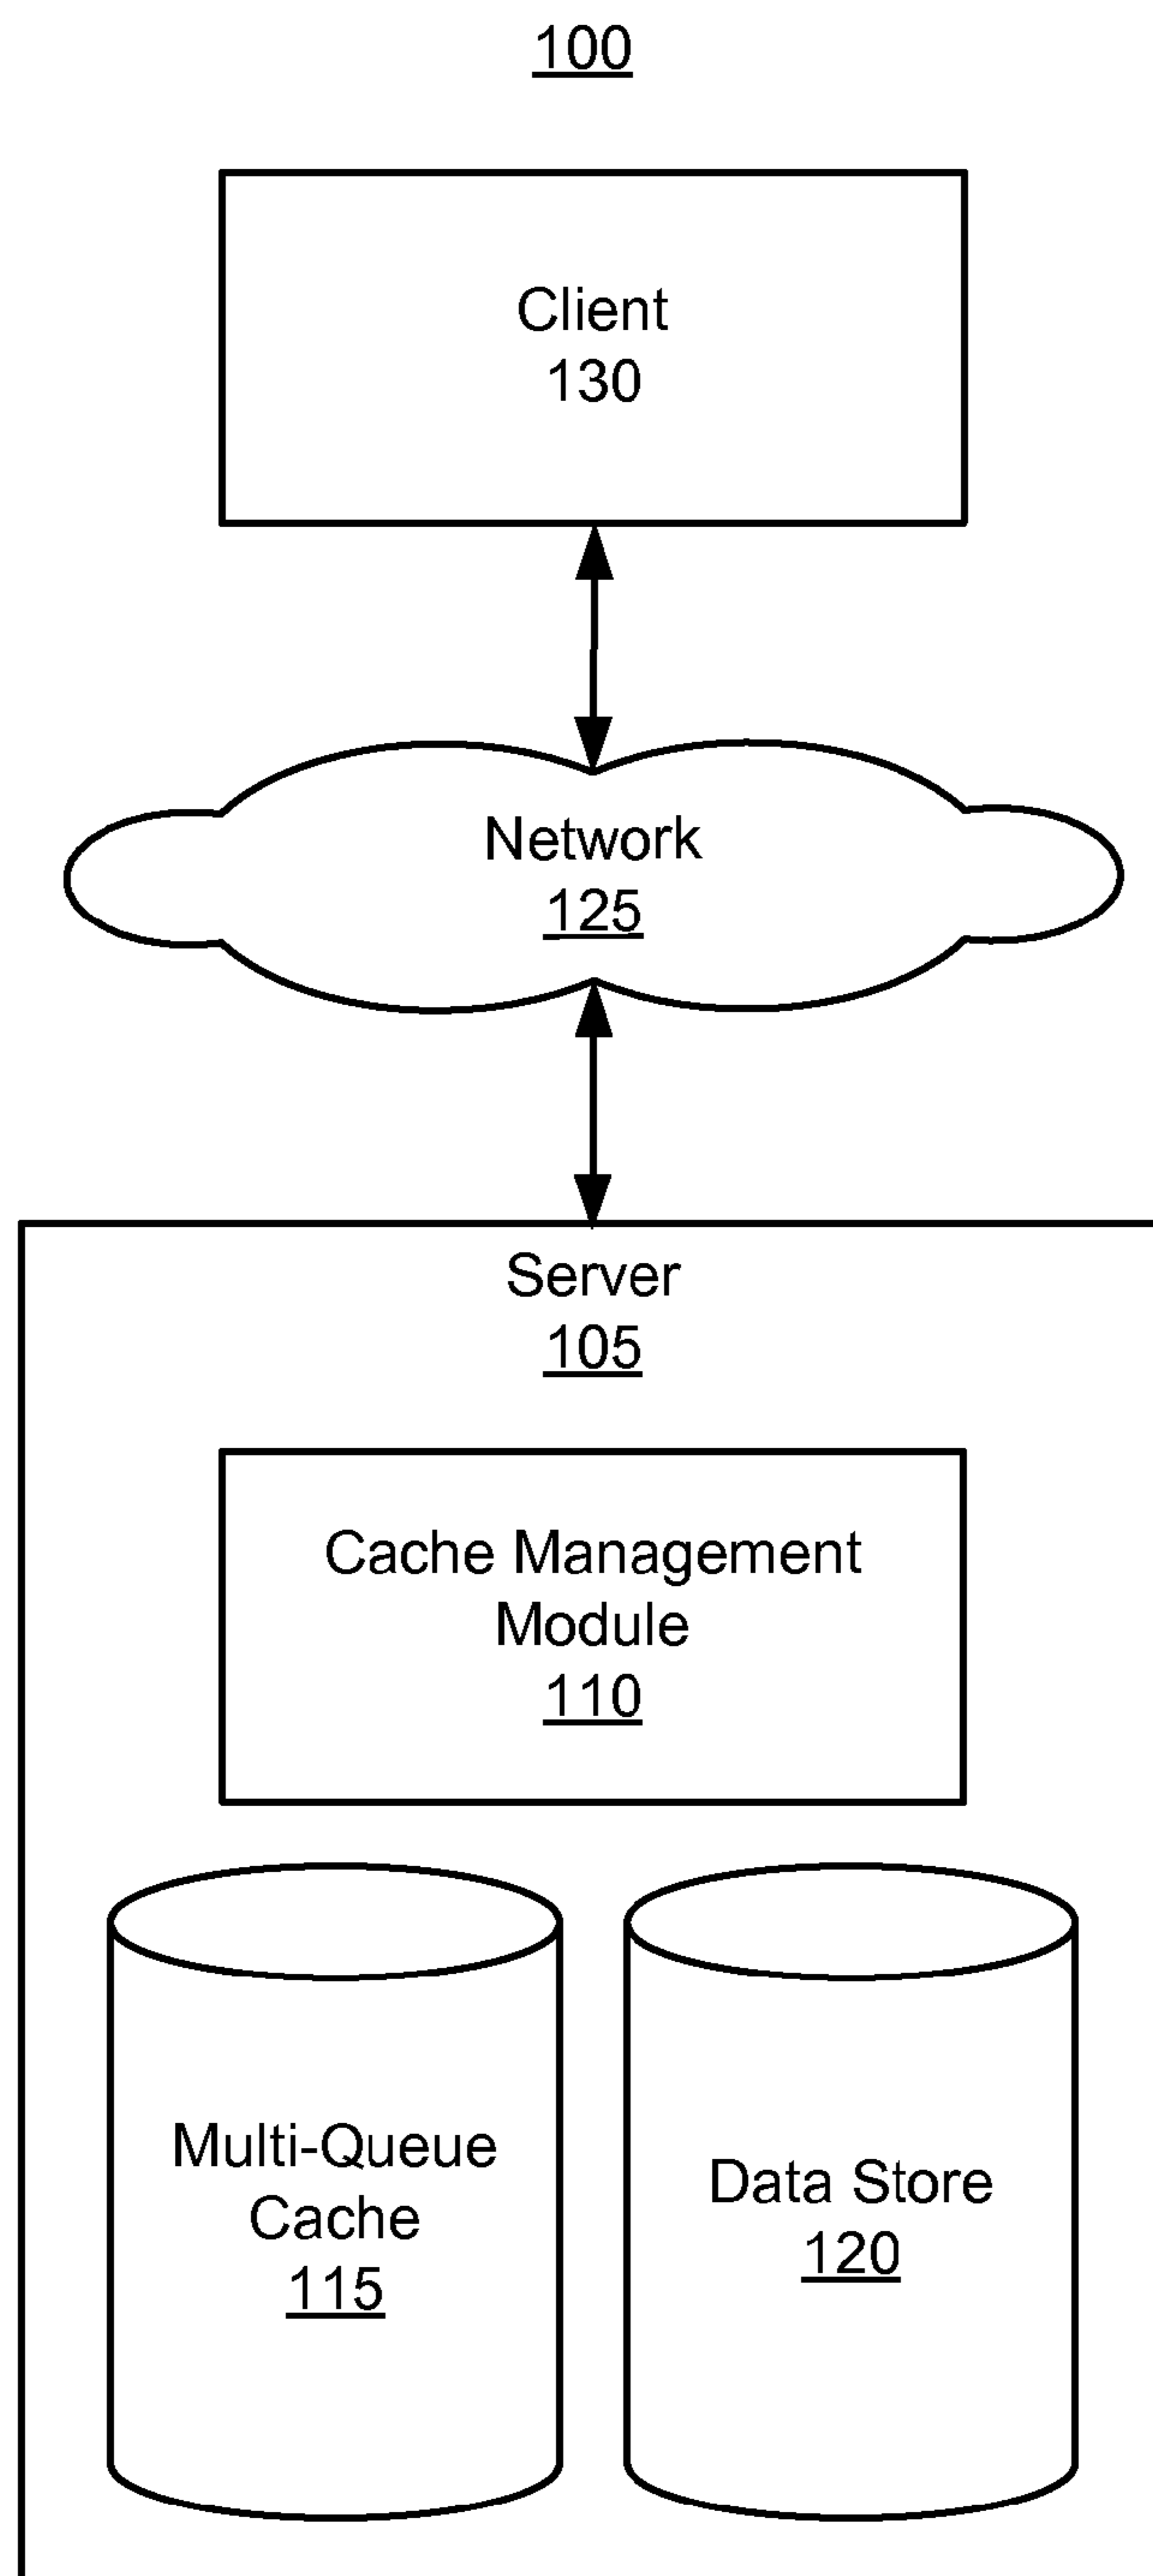 100
Client
130
Network
125
Server
105
Cache Management
Module
110
Multi-Queue
Cache
115
Data Store
120